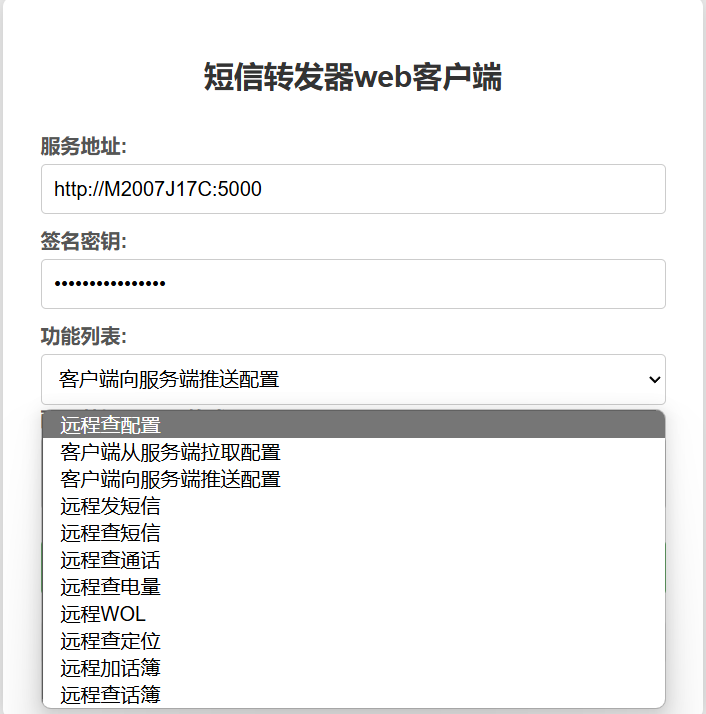 短信转发器web客户端
服务地址:
http://M2007J17C:5000
签名密钥:
••••••••••••••••
功能列表:
客户端向服务端推送配置
远程查配置
客户端从服务端拉取配置
客户端向服务端推送配置
远程发短信
远程查短信
远程查通话
远程查电量
远程WOL
远程查定位
远程加话簿
远程查话簿